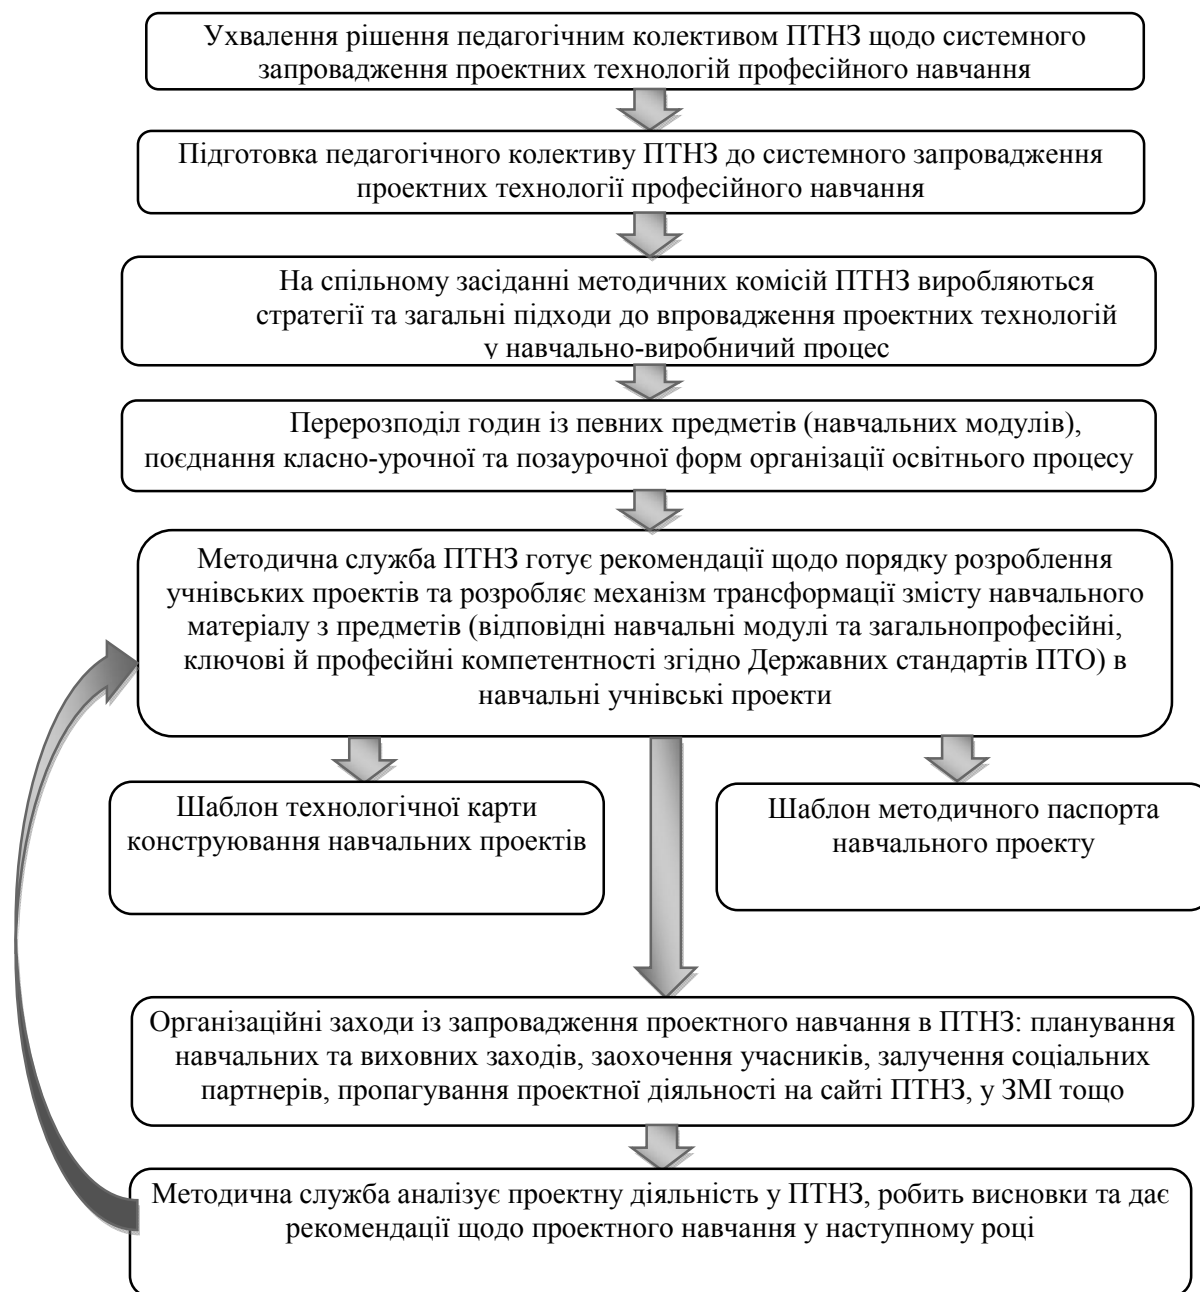 Ухвалення рішення педагогічним колективом ПТНЗ щодо системного
запровадження проектних технологій професійного навчання
Підготовка педагогічного колективу ПТНЗ до системного запровадження
проектних технології професійного навчання
На спільному засіданні методичних комісій ПТНЗ виробляються
стратегії та загальні підходи до впровадження проектних технологій
у навчально-виробничий процес
Перерозподіл годин із певних предметів (навчальних модулів),
поєднання класно-урочної та позаурочної форм організації освітнього процесу
Методична служба ПТНЗ готує рекомендації щодо порядку розроблення
учнівських проектів та розробляє механізм трансформації змісту навчального
матеріалу з предметів (відповідні навчальні модулі та загальнопрофесійні,
ключові й професійні компетентності згідно Державних стандартів ПТО) в
навчальні учнівські проекти
Шаблон технологічної карти
конструювання навчальних проектів
Шаблон методичного паспорта
навчального проекту
Організаційні заходи із запровадження проектного навчання в ПТНЗ: планування
навчальних та виховних заходів, заохочення учасників, залучення соціальних
партнерів, пропагування проектної діяльності на сайті ПТНЗ, у ЗМІ тощо
Методична служба аналізує проектну діяльність у ПТНЗ, робить висновки та дає
рекомендації щодо проектного навчання у наступному році